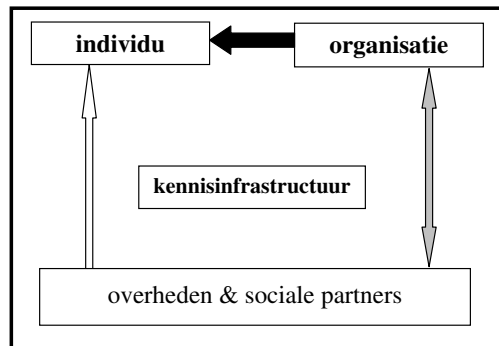 individu
organisatie
kennisinfrastructuur
overheden & sociale partners